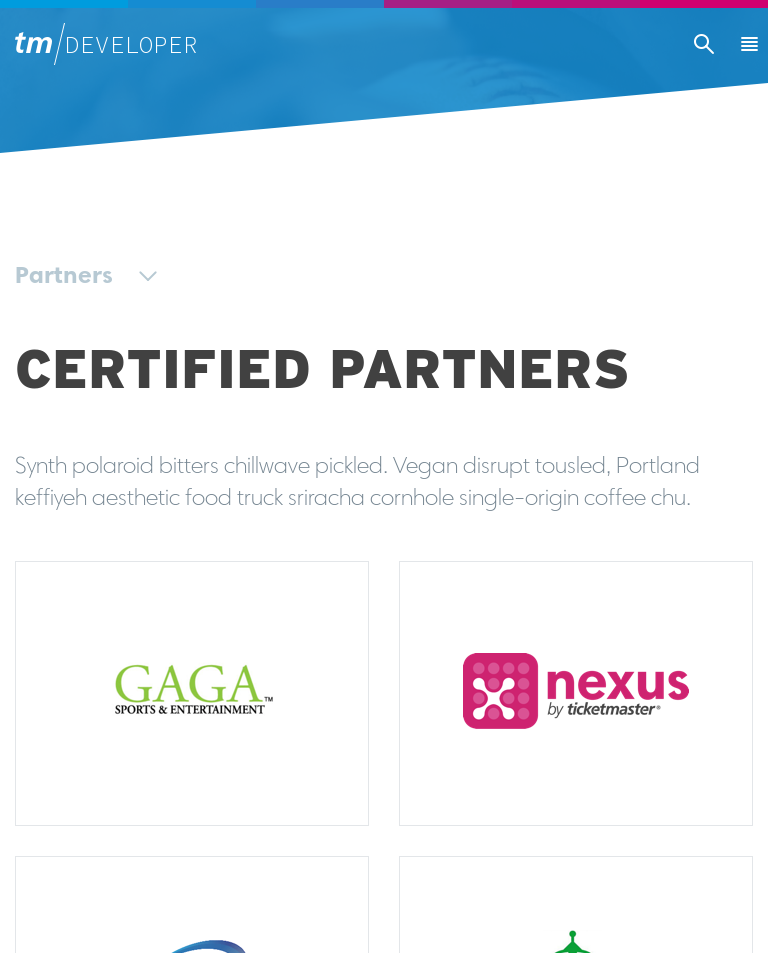 tm/DEVELOPER
Partners
CERTIFIED PARTNERS
Synth polaroid bitters chillwave pickled. Vegan disrupt tousled, Portland
keffiyeh aesthetic food truck sriracha cornhole single-origin coffee chu.
GAGA™
SPORTS & ENTERTAINMENT
nexus
by ticketmaster®